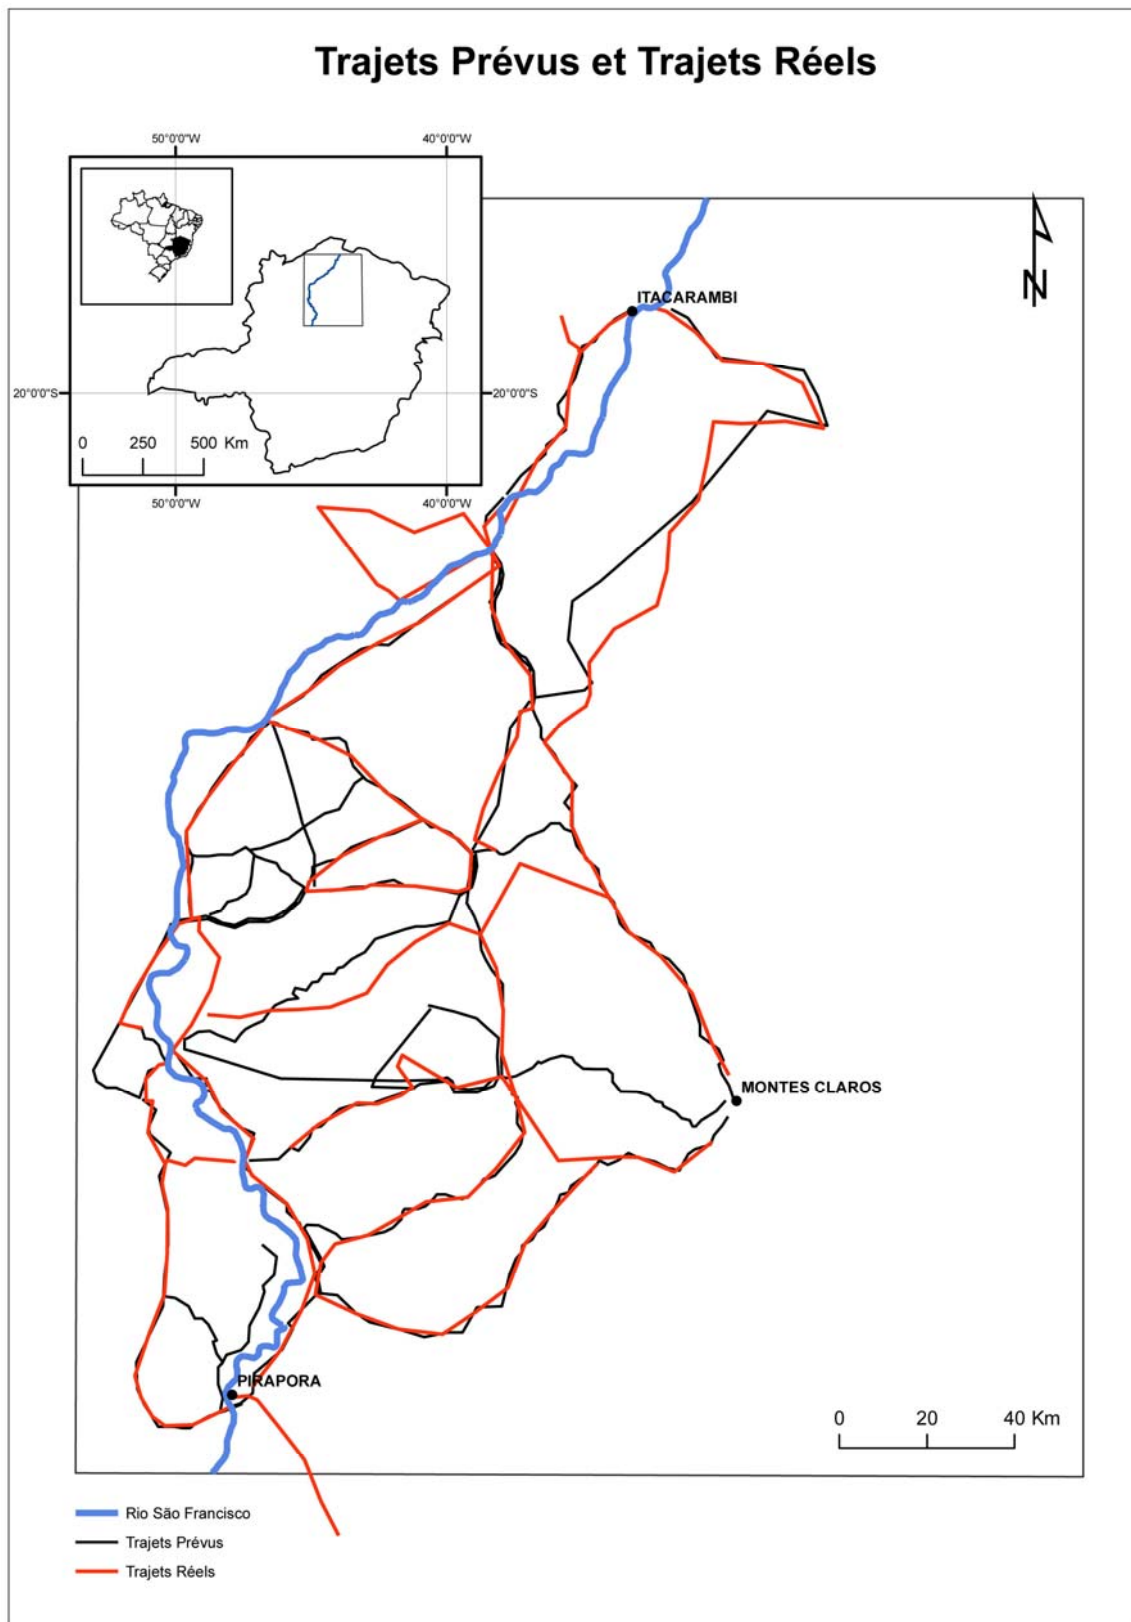 Trajets Prévus et Trajets Réels
50°0'0"W 40°0'0"W
20°0'0"S 20°0'0"S
0 250 500 Km
50°0'0"W 40°0'0"W
N
ITACARAMBI
MONTES CLAROS
PIRAPORA
0 20 40 Km
Rio São Francisco
Trajets Prévus
Trajets Réels